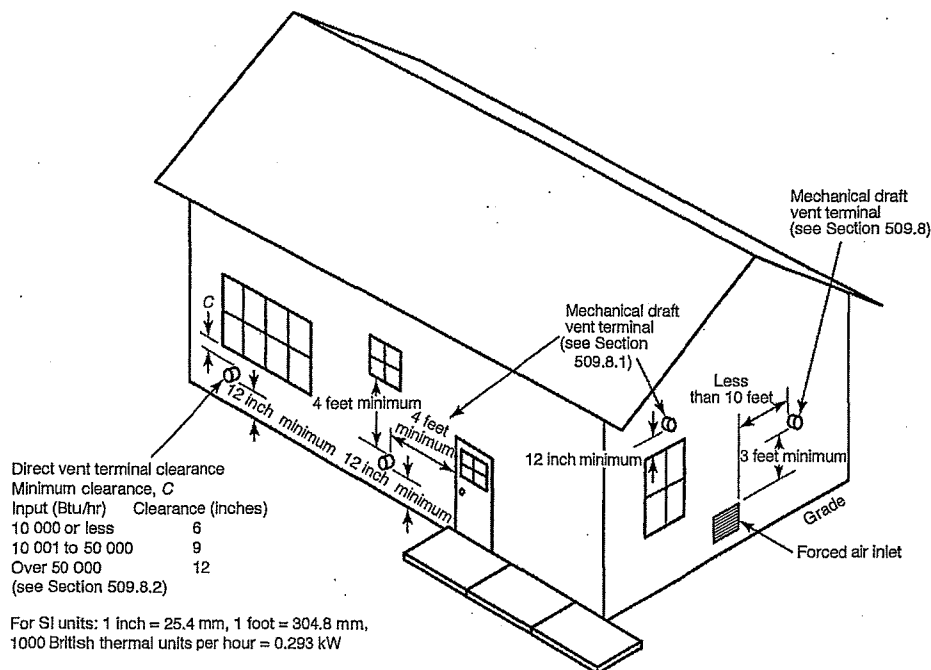 Mechanical draft
vent terminal
(see Section 509.8)
C
Mechanical draft
vent terminal
(see Section
509.8.1)
Less
than 10 feet
12 inch minimum
4 feet minimum
4 feet
minimum
12 inch minimum
12 inch minimum
3 feet minimum
Grade
Forced air inlet
Direct vent terminal clearance
Minimum clearance, C
Input (Btu/hr) Clearance (inches)
10 000 or less 6
10 001 to 50 000 9
Over 50 000 12
(see Section 509.8.2)
For SI units: 1 inch = 25.4 mm, 1 foot = 304.8 mm,
1000 British thermal units per hour = 0.293 kW